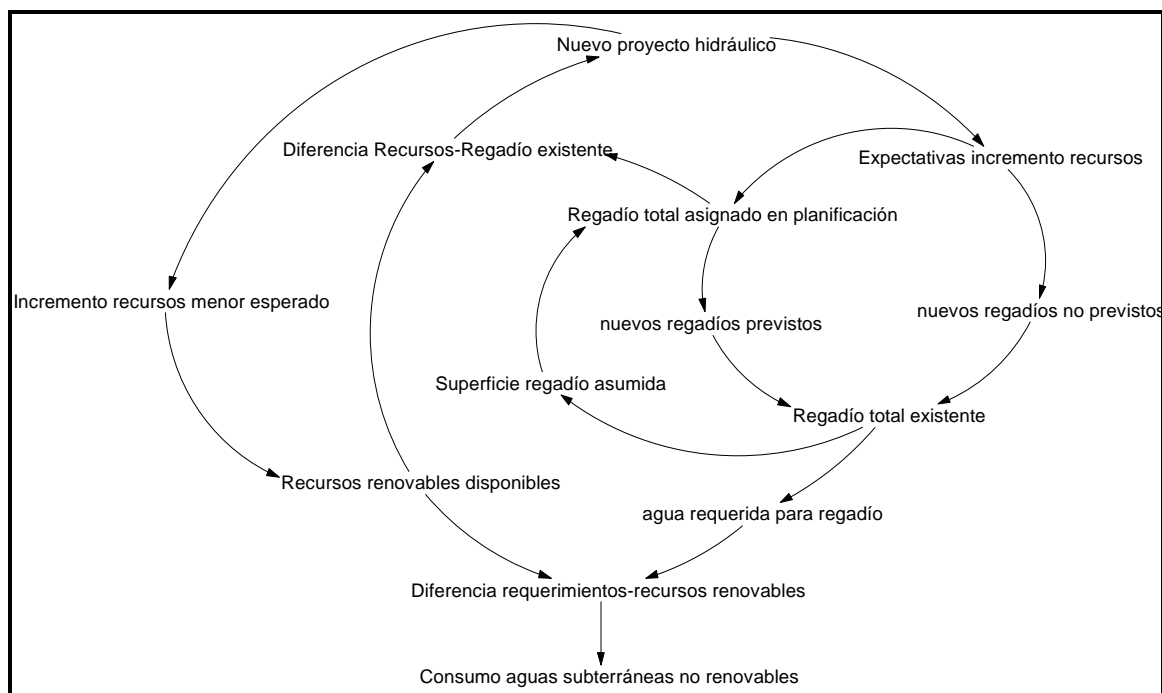 Nuevo proyecto hidráulico
Diferencia Recursos-Regadío existente
Expectativas incremento recursos
Regadío total asignado en planificación
Incremento recursos menor esperado
nuevos regadíos previstos
nuevos regadíos no previstos
Superficie regadío asumida
Regadío total existente
Recursos renovables disponibles
agua requerida para regadío
Diferencia requerimientos-recursos renovables
Consumo aguas subterráneas no renovables